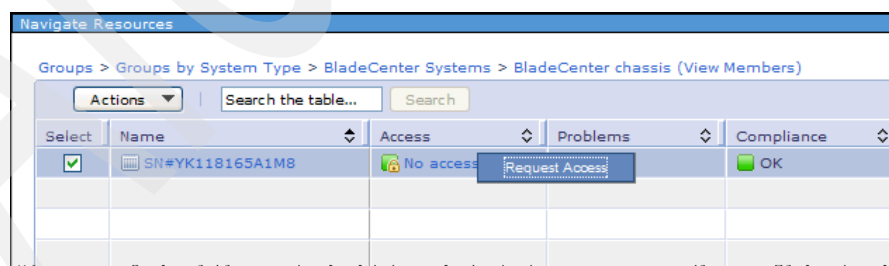 Navigate Resources
Groups > Groups by System Type > BladeCenter Systems > BladeCenter chassis (View Members)
Actions Search the table... Search
Select Name Access Problems Compliance
SN#YK118165A1M8 No access Request Access OK